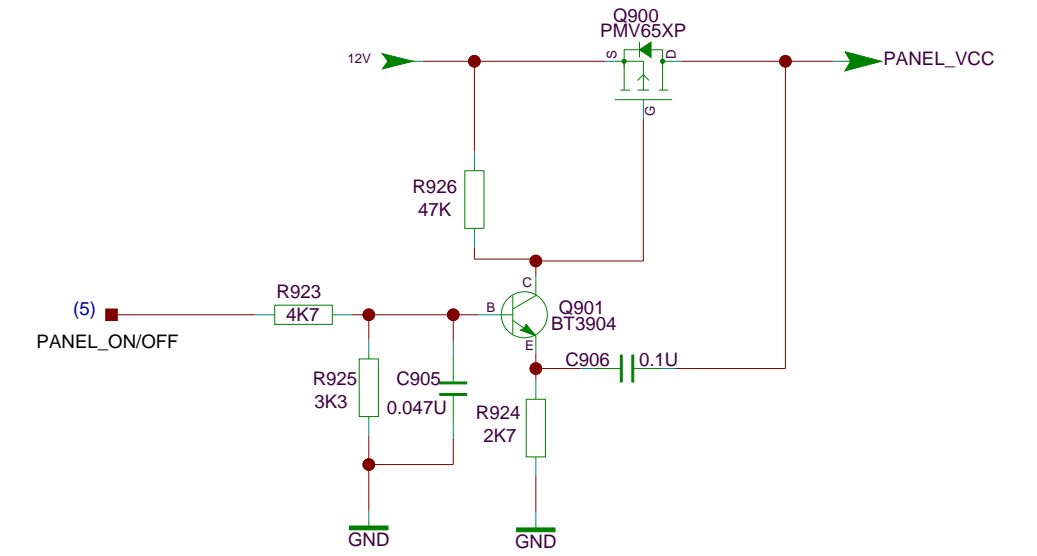 Q900
PMV65XP
12V
S
D
PANEL_VCC
G
R926
47K
C
R923
(5)
4K7
B
Q901
BT3904
PANEL_ON/OFF
E
C906
0.1U
R925
3K3
C905
0.047U
R924
2K7
GND
GND